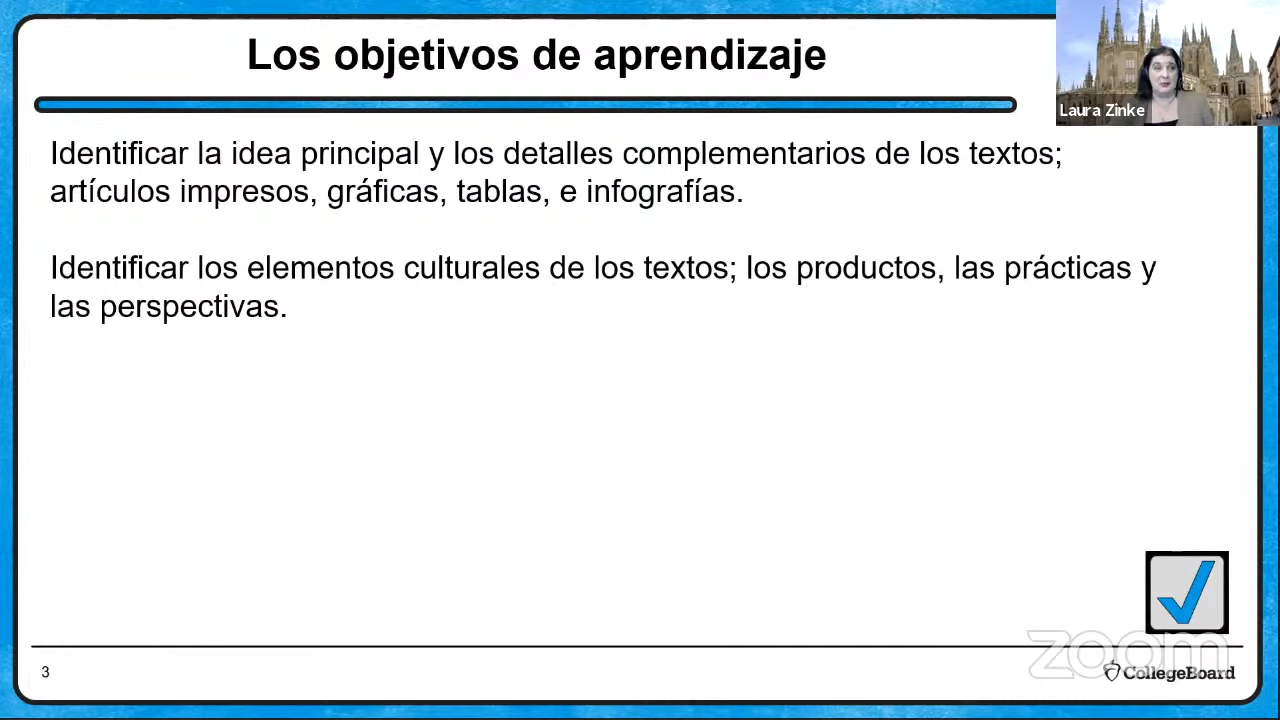 Los objetivos de aprendizaje
Laura Zinke
Identificar la idea principal y los detalles complementarios de los textos;
artículos impresos, gráficas, tablas, e infografías.
Identificar los elementos culturales de los textos; los productos, las prácticas y
las perspectivas.
zoom
3
CollegeBoard